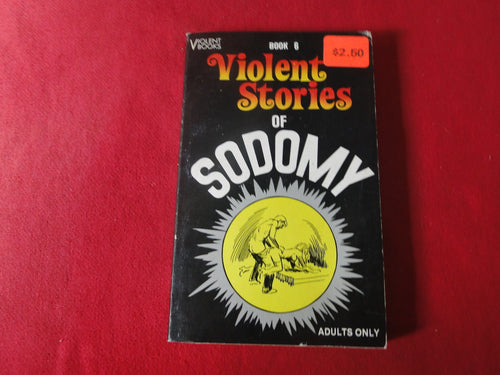 VIOLENT
BOOKS
BOOK 6
$2.50
Violent
Stories
OF
SODOMY
ADULTS ONLY